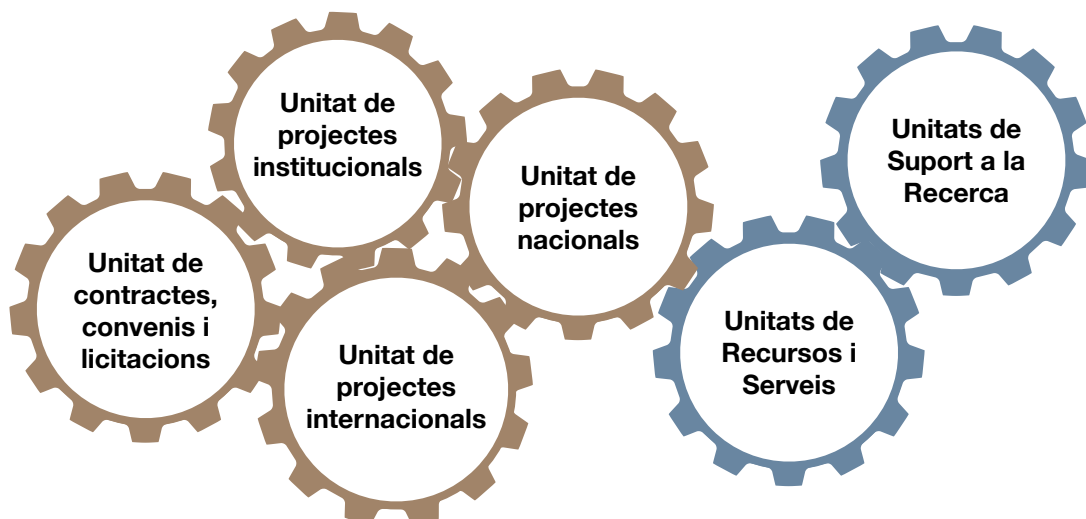 Unitat de
projectes
institucionals
Unitat de
projectes
nacionals
Unitats de
Suport a la
Recerca
Unitat de
contractes,
convenis i
licitacions
Unitat de
projectes
internacionals
Unitats de
Recursos i
Serveis